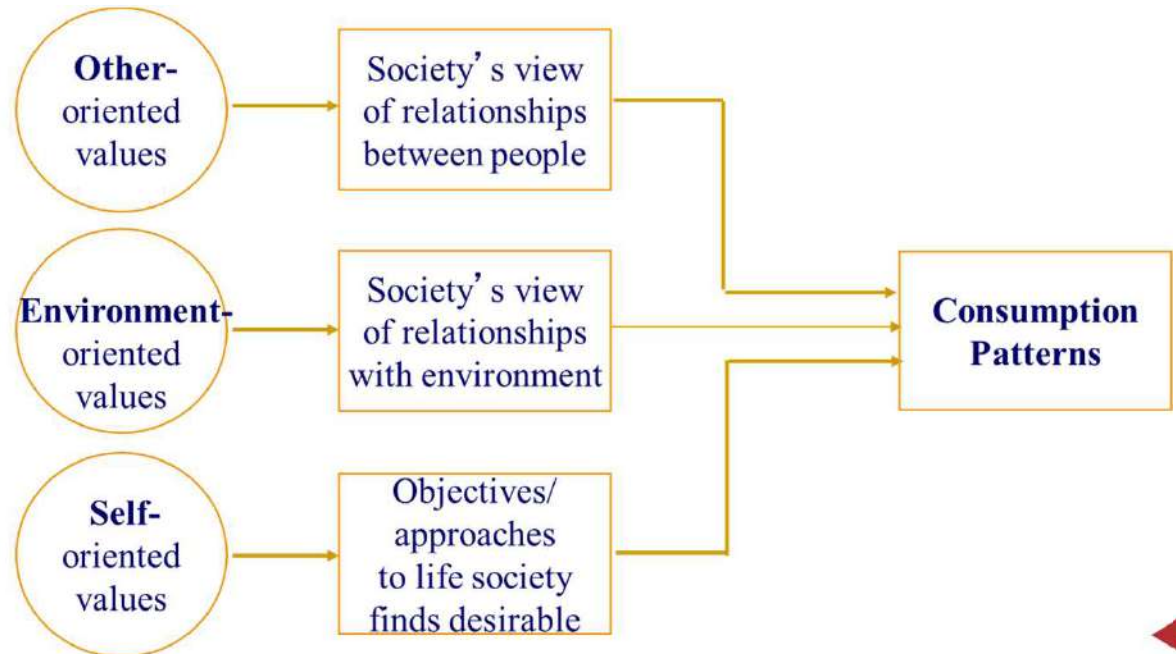 Other-
oriented
values
Society’ s view
of relationships
between people
Environment-
oriented
values
Society’ s view
of relationships
with environment
Consumption
Patterns
Self-
oriented
values
Objectives/
approaches
to life society
finds desirable